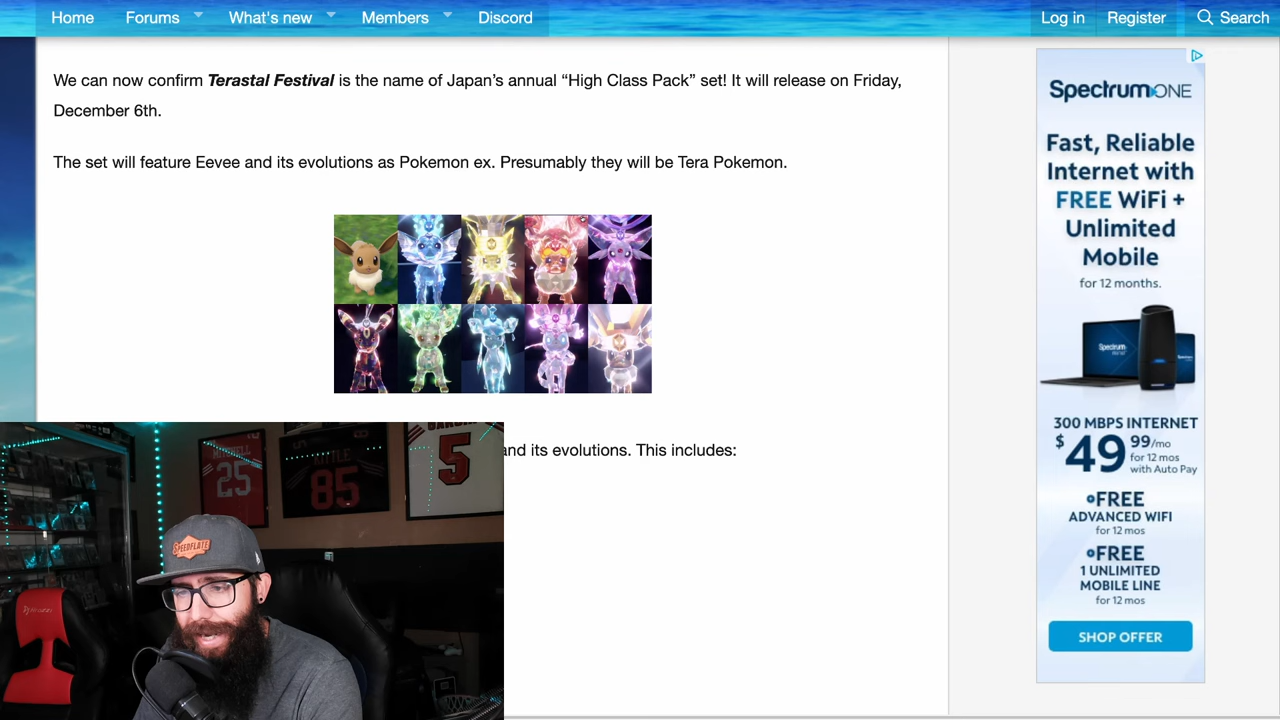 Home Forums What's new Members Discord Log in Register Search
We can now confirm Terastal Festival is the name of Japan’s annual “High Class Pack” set! It will release on Friday,
December 6th.
The set will feature Eevee and its evolutions as Pokemon ex. Presumably they will be Tera Pokemon.
and its evolutions. This includes:
Spectrum ONE
Fast, Reliable
Internet with
FREE WiFi +
Unlimited
Mobile
for 12 months.
Spectrum
300 MBPS INTERNET
$49 99/mo
for 12 mos
with Auto Pay
FREE
ADVANCED WIFI
for 12 mos
FREE
1 UNLIMITED
MOBILE LINE
for 12 mos
SHOP OFFER
25
KITTLE
85
5
SPEEDFLATE